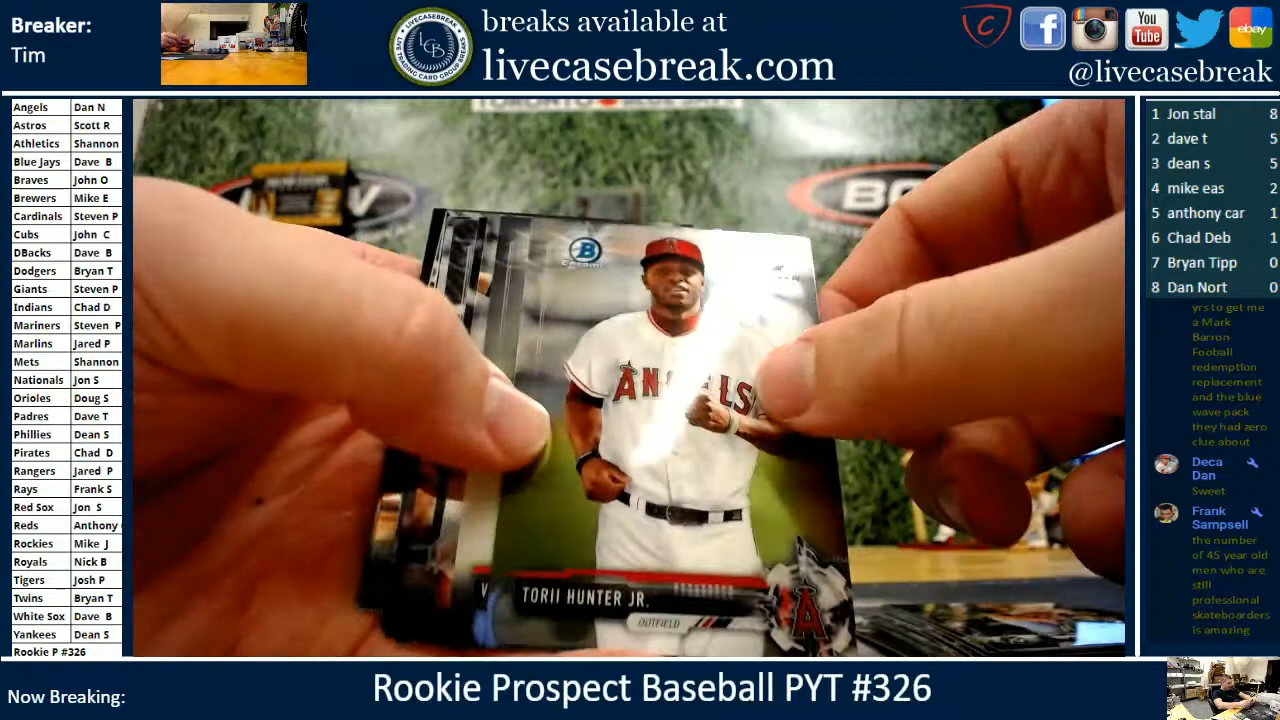 Breaker:
Tim
LIVECASEBREAK
LCB
breaks available at
livecasebreak.com
You
Tube
ebay
@livecasebreak
Angels Dan N
Astros Scott R
Athletics Shannon
Blue Jays Dave B
Braves John O
Brewers Mike E
Cardinals Steven P
Cubs John C
DBacks Dave B
Dodgers Bryan T
Giants Steven P
Indians Chad D
Mariners Steven P
Marlins Jared P
Mets Shannon
Nationals Jon S
Orioles Doug S
Padres Dave T
Phillies Dean S
Pirates Chad D
Rangers Jared P
Rays Frank S
Red Sox Jon S
Reds Anthony
Rockies Mike J
Royals Nick B
Tigers Josh P
Twins Bryan T
White Sox Dave B
Yankees Dean S
Rookie P #326
B
TORII HUNTER JR.
OUTFIELD
1 Jon stal 8
2 dave t 5
3 dean s 5
4 mike eas 2
5 anthony car 1
6 Chad Deb 1
7 Bryan Tipp 0
8 Dan Nort 0
yrs to get me
a Mark
Barron
Fooball
redemption
replacement
and the blue
wave pack
they had zero
clue about
Deca
Dan
Sweet
Frank
Sampsell
the number
of 45 year old
men who are
still
professional
skateboarders
is amazing
Now Breaking:
Rookie Prospect Baseball PYT #326